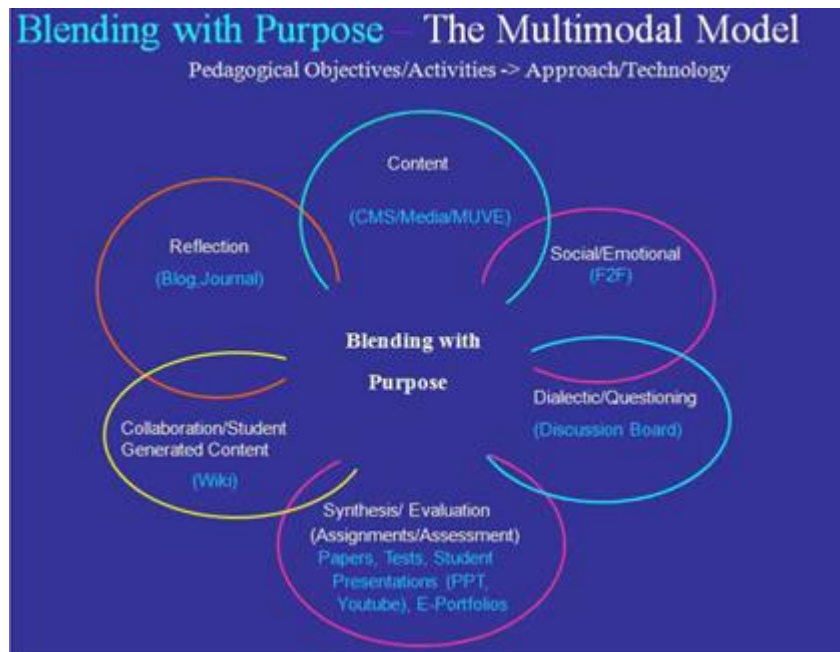 Blending with Purpose – The Multimodal Model
Pedagogical Objectives/Activities -> Approach/Technology
Content
(CMS/Media/MUVE)
Reflection
(Blog,Journal)
Social/Emotional
(F2F)
Blending with
Purpose
Dialectic/Questioning
(Discussion Board)
Collaboration/Student
Generated Content
(Wiki)
Synthesis/ Evaluation
(Assignments/Assessment)
Papers, Tests, Student
Presentations (PPT,
Youtube), E-Portfolios